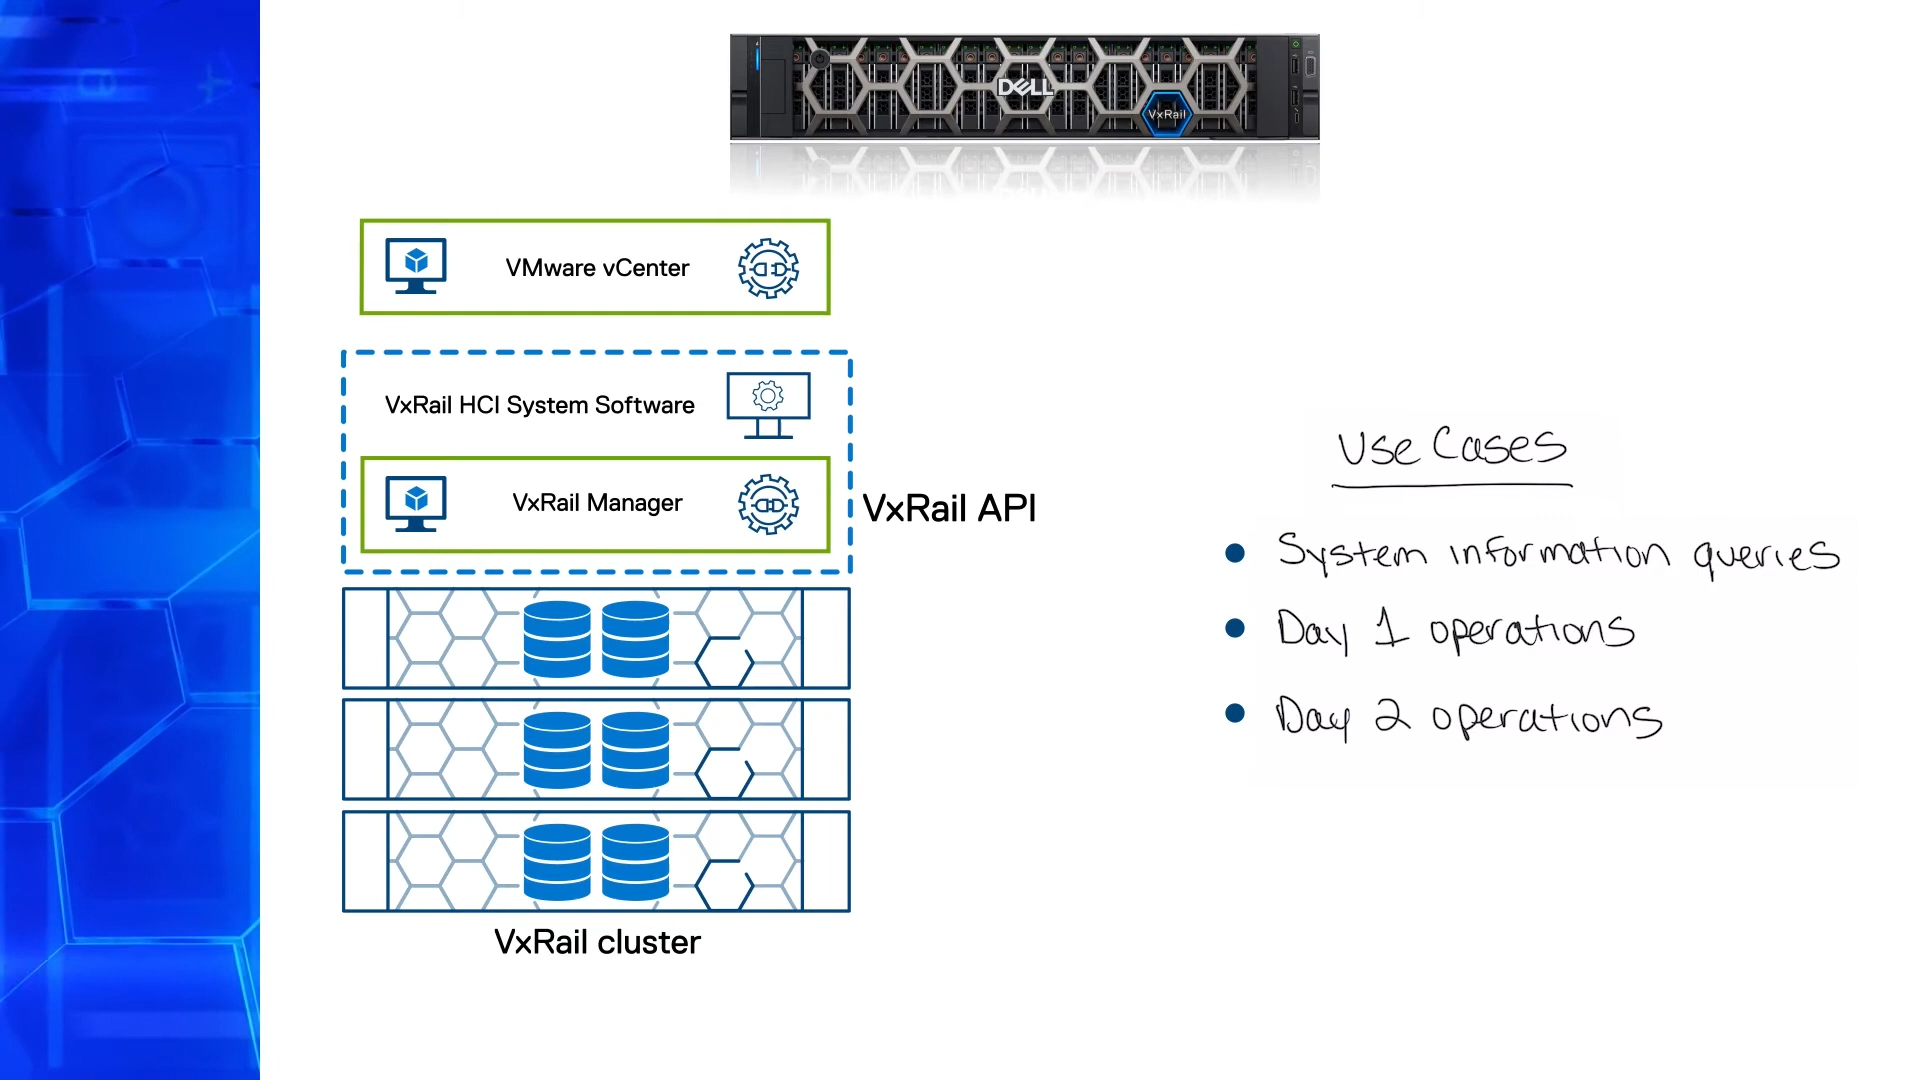 DELL
VxRail
VMware vCenter
VxRail HCI System Software
VxRail Manager
VxRail API
VxRail cluster
Use Cases
System information queries
Day 1 operations
Day 2 operations